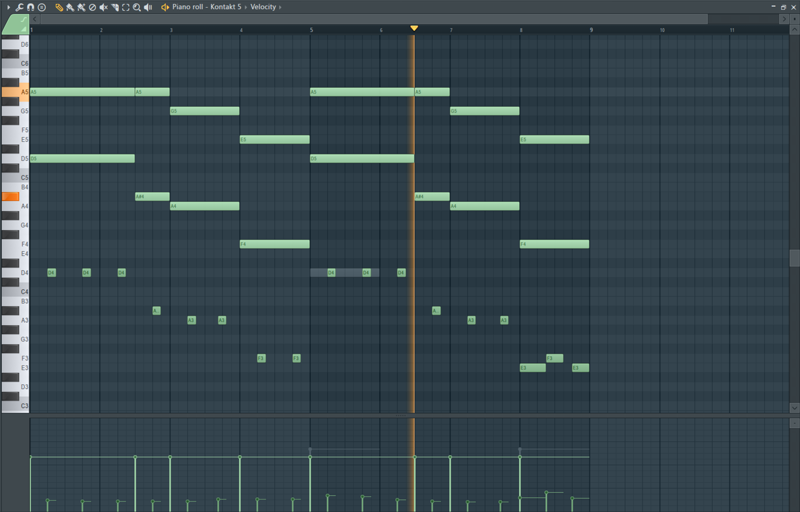 Piano roll - Kontakt 5 › Velocity ›
1 2 3 4 5 6 7 8 9 10 11
D6
C6
B5
A5 A5 A5 A5 A5
G5 G5 G5
F5
E5 E5 E5
D5 D5 D5
C5
B4
A#4 A#4
A4 A4 A4
G4
F4 F4 F4
E4
D4 D4 D4 D4 D4 D4 D4
C4
B3
A3 A3 A3 A3 A3
G3
F3 F3 F3 F3
E3 E3 E3
D3
C3